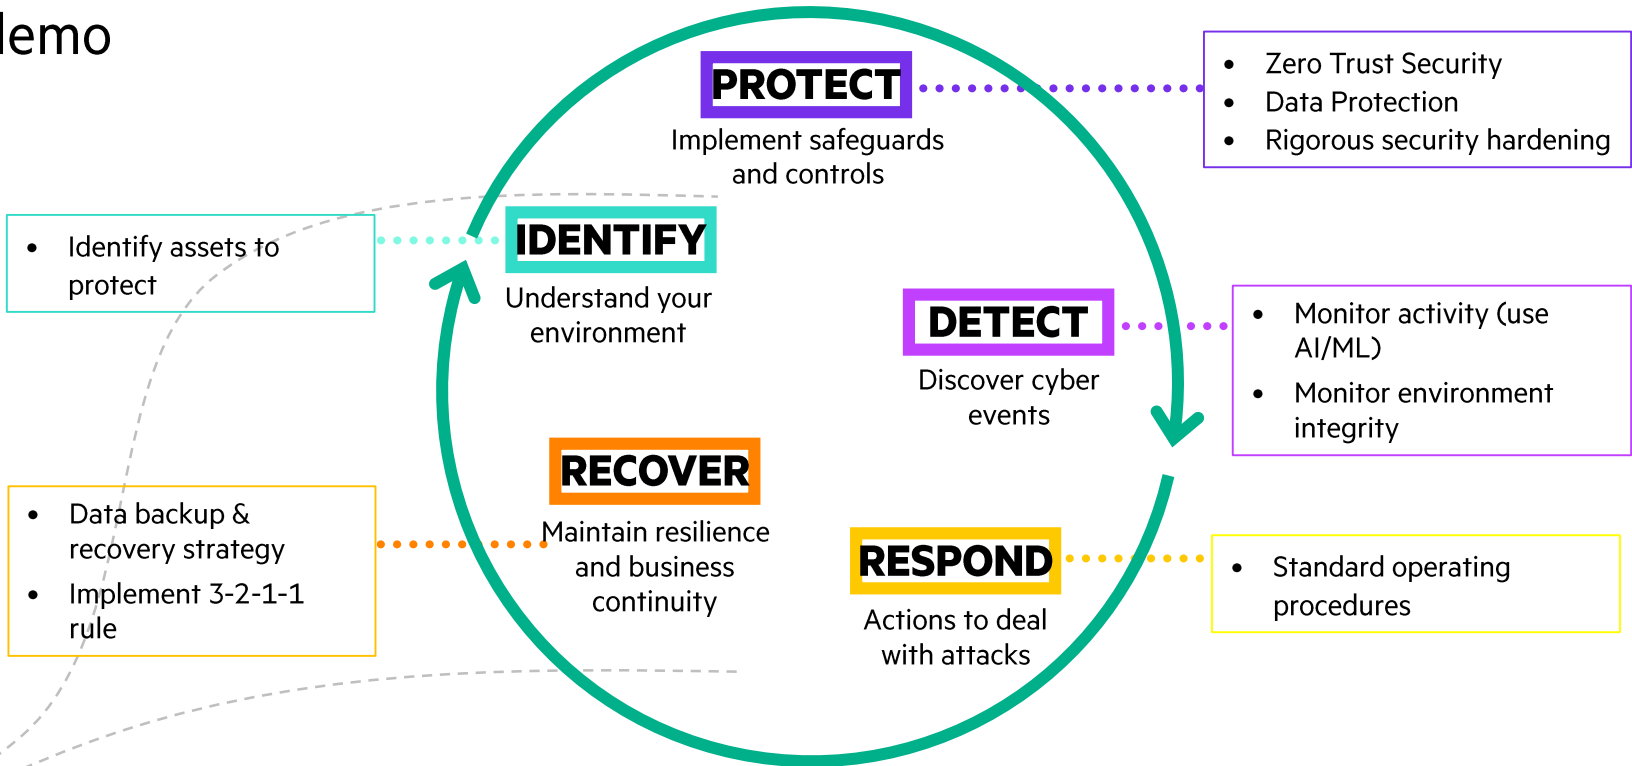 lemo
PROTECT
Implement safeguards
and controls
• Zero Trust Security
• Data Protection
• Rigorous security hardening
IDENTIFY
Understand your
environment
• Identify assets to
protect
DETECT
Discover cyber
events
• Monitor activity (use
AI/ML)
• Monitor environment
integrity
RECOVER
Maintain resilience
and business
continuity
• Data backup &
recovery strategy
• Implement 3-2-1-1
rule
RESPOND
Actions to deal
with attacks
• Standard operating
procedures